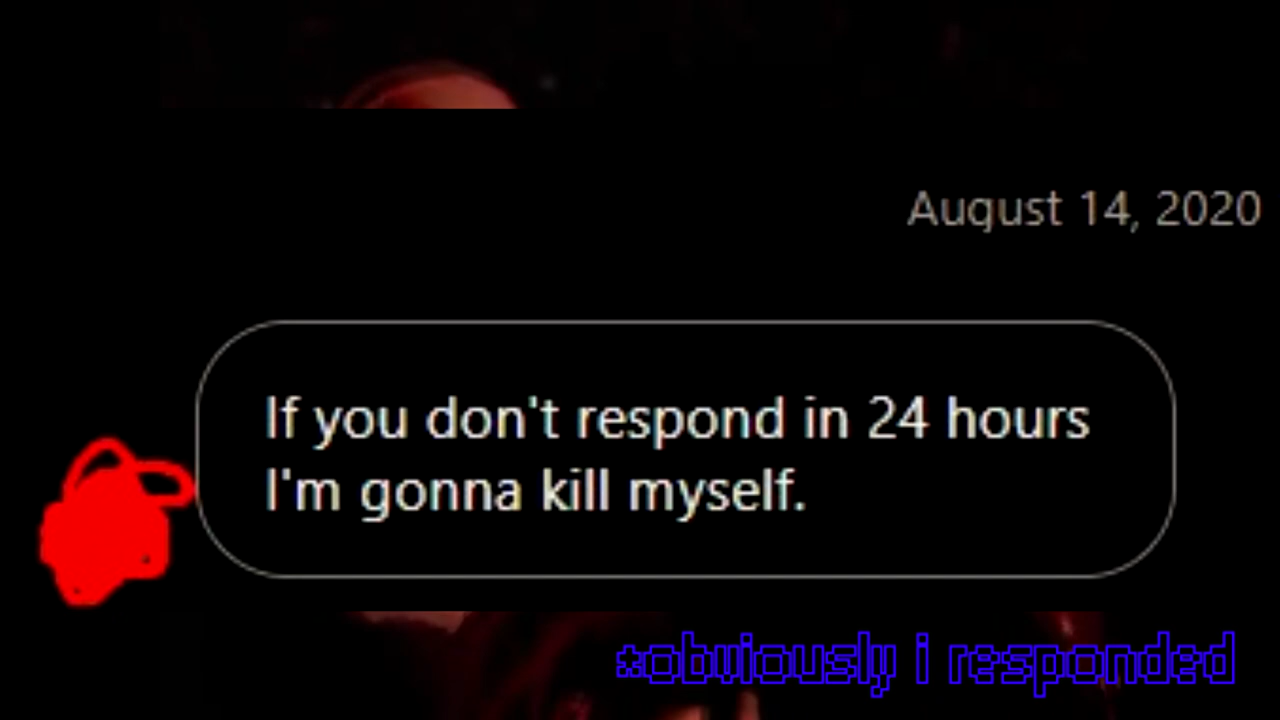 August 14, 2020
If you don't respond in 24 hours
I'm gonna kill myself.
*obviously i responded